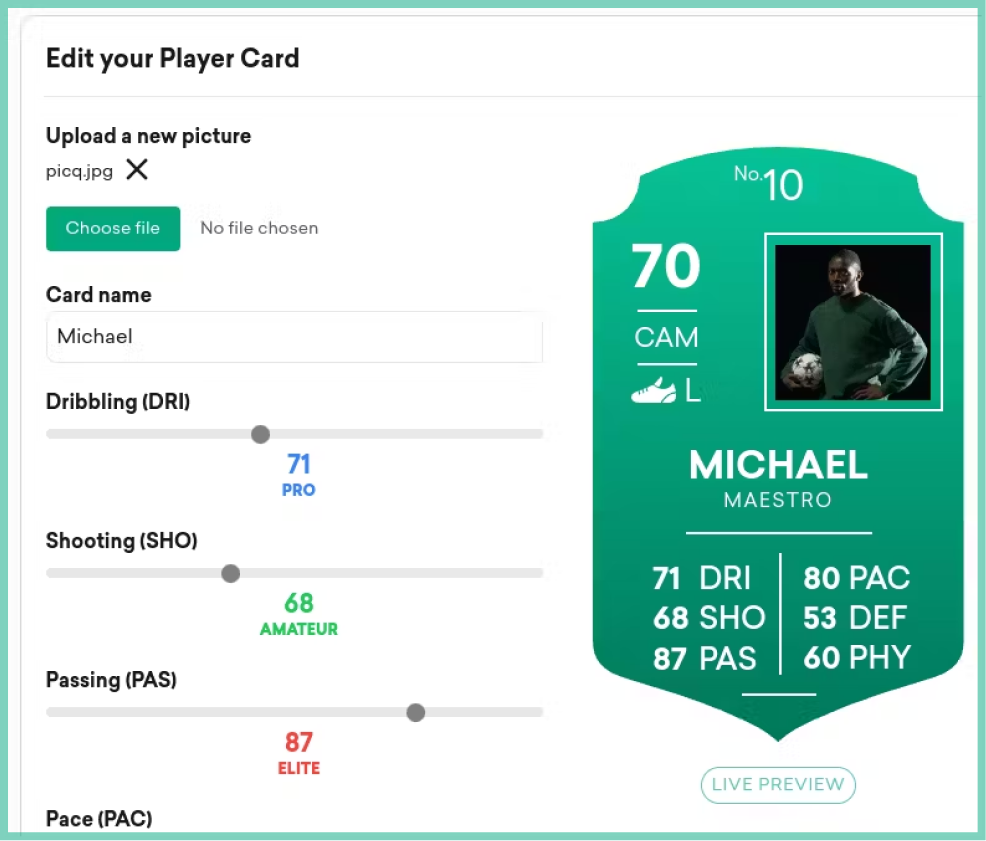 Edit your Player Card
Upload a new picture
picq.jpg
Choose file No file chosen
Card name
Michael
Dribbling (DRI)
71
PRO
Shooting (SHO)
68
AMATEUR
Passing (PAS)
87
ELITE
Pace (PAC)
No.10
70
CAM
L
MICHAEL
MAESTRO
71 DRI 80 PAC
68 SHO 53 DEF
87 PAS 60 PHY
LIVE PREVIEW